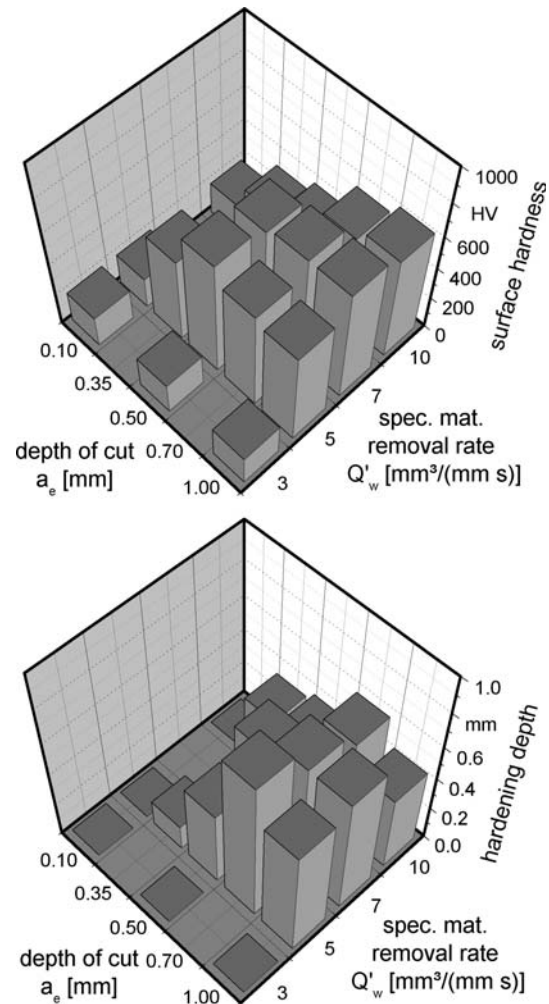 1000
HV
600
400
200
0
surface hardness
10
7
5
3
spec. mat.
removal rate
Q'w [mm³/(mm s)]
0.10
0.35
0.50
0.70
1.00
depth of cut
ae [mm]
1.0
mm
0.6
0.4
0.2
0.0
hardening depth
10
7
5
3
spec. mat.
removal rate
Q'w [mm³/(mm s)]
0.10
0.35
0.50
0.70
1.00
depth of cut
ae [mm]